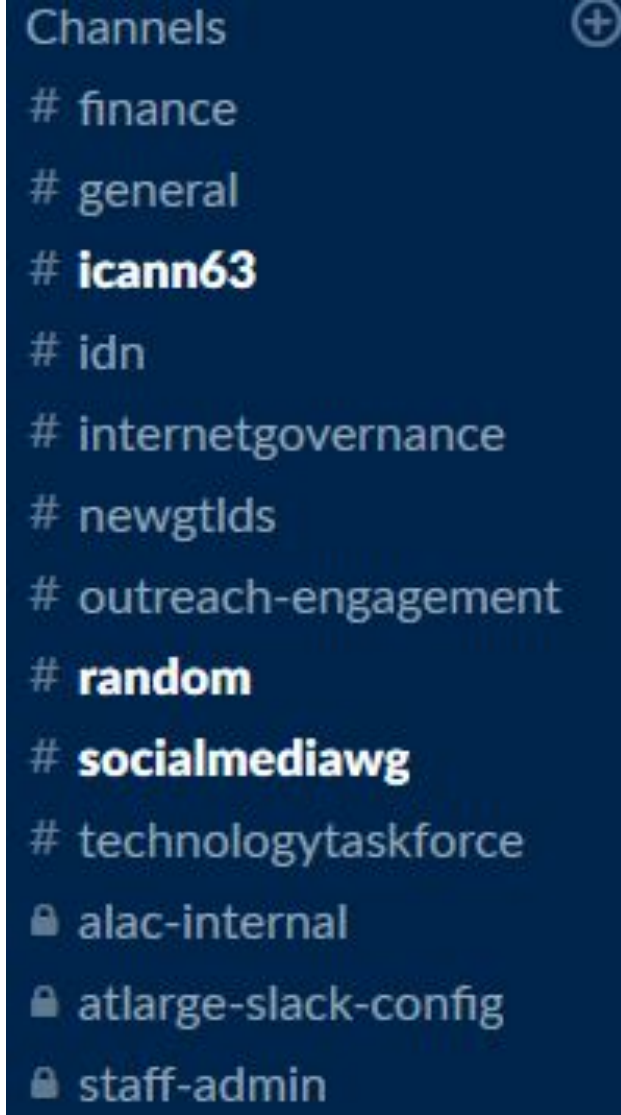 Channels
# finance
# general
# icann63
# idn
# internetgovernance
# newgtlds
# outreach-engagement
# random
# socialmediawg
# technologytaskforce
alac-internal
atlarge-slack-config
staff-admin